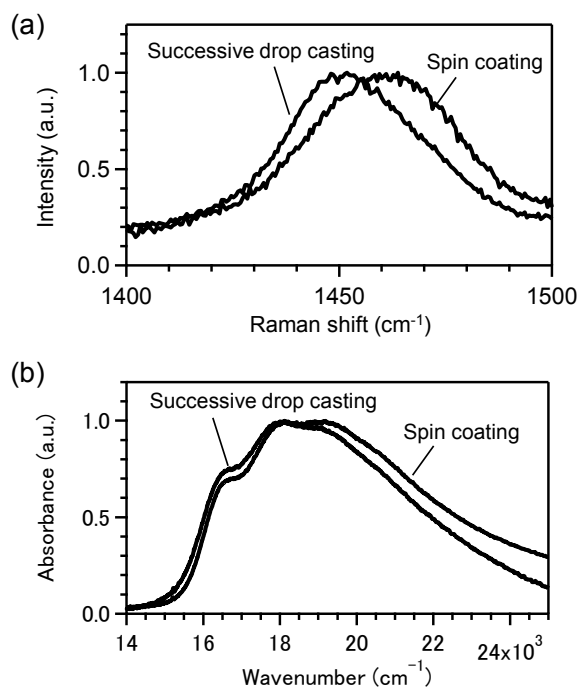 (a)
Successive drop casting
Spin coating
1.0
0.5
0.0
Intensity (a.u.)
1400
1450
1500
Raman shift (cm⁻¹)
(b)
Successive drop casting
Spin coating
1.0
0.5
0.0
Absorbance (a.u.)
14
16
18
20
22
24x10³
Wavenumber (cm⁻¹)